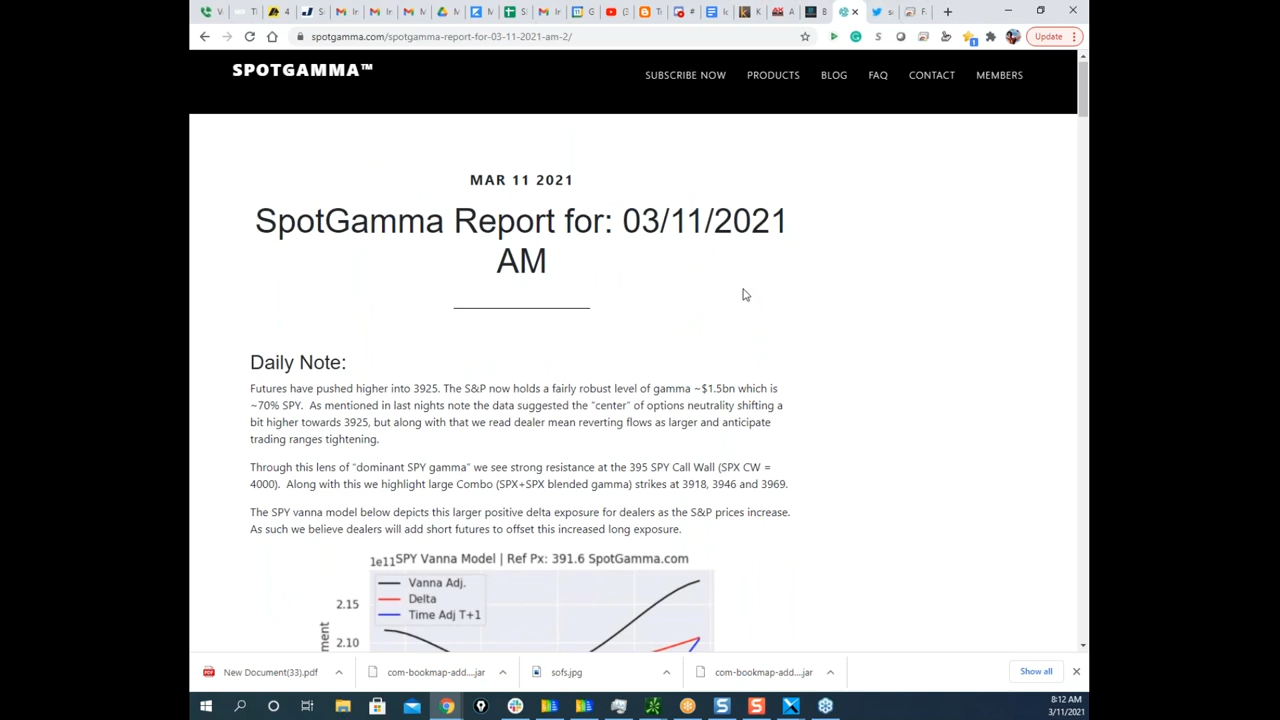 spotgamma.com/spotgamma-report-for-03-11-2021-am-2/
Update
SPOTGAMMA™
SUBSCRIBE NOW
PRODUCTS
BLOG
FAQ
CONTACT
MEMBERS
MAR 11 2021
SpotGamma Report for: 03/11/2021
AM
Daily Note:
Futures have pushed higher into 3925. The S&P now holds a fairly robust level of gamma ~$1.5bn which is
~70% SPY. As mentioned in last nights note the data suggested the “center” of options neutrality shifting a
bit higher towards 3925, but along with that we read dealer mean reverting flows as larger and anticipate
trading ranges tightening.
Through this lens of “dominant SPY gamma” we see strong resistance at the 395 SPY Call Wall (SPX CW =
4000). Along with this we highlight large Combo (SPX+SPX blended gamma) strikes at 3918, 3946 and 3969.
The SPY vanna model below depicts this larger positive delta exposure for dealers as the S&P prices increase.
As such we believe dealers will add short futures to offset this increased long exposure.
1e11 SPY Vanna Model | Ref Px: 391.6 SpotGamma.com
Vanna Adj.
Delta
Time Adj T+1
2.15
2.10
New Document(33).pdf
com-bookmap-add....jar
sofs.jpg
com-bookmap-add....jar
Show all
8:12 AM
3/11/2021